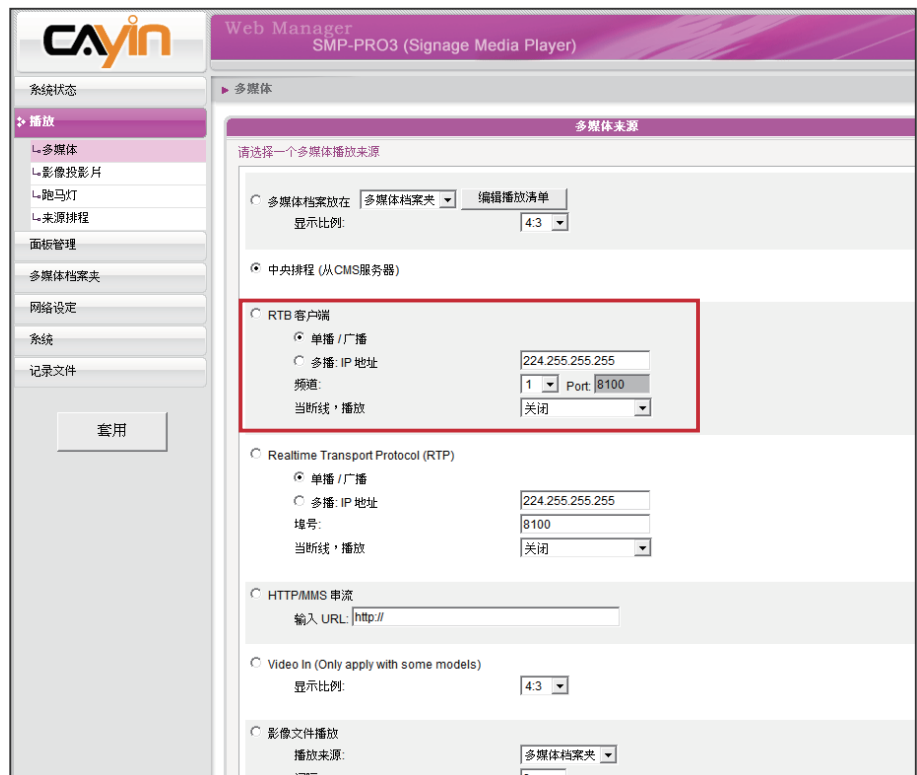 CAYIN
Web Manager
SMP-PRO3 (Signage Media Player)
系统状态
播放
多媒体
影像投影片
跑马灯
来源排程
面板管理
多媒体档案夹
网络设定
系统
记录文件
套用
多媒体
多媒体来源
请选择一个多媒体播放来源
多媒体档案放在 多媒体档案夹 编辑播放清单
显示比例: 4:3
中央排程 (从CMS服务器)
RTB 客户端
单播 / 广播
多播: IP 地址 224.255.255.255
频道: 1 Port: 8100
当断线，播放 关闭
Realtime Transport Protocol (RTP)
单播 / 广播
多播: IP 地址 224.255.255.255
埠号: 8100
当断线，播放 关闭
HTTP/MMS 串流
输入 URL: http://
Video In (Only apply with some models)
显示比例: 4:3
影像文件播放
播放来源: 多媒体档案夹